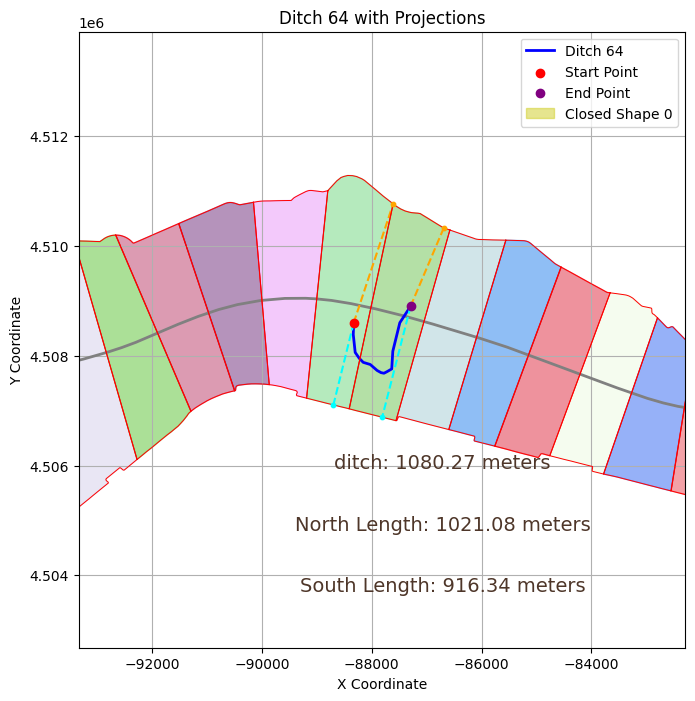 Ditch 64 with Projections
1e6
Ditch 64
Start Point
End Point
Closed Shape 0
4.512
4.510
4.508
4.506
4.504
Y Coordinate
ditch: 1080.27 meters
North Length: 1021.08 meters
South Length: 916.34 meters
−92000 −90000 −88000 −86000 −84000
X Coordinate